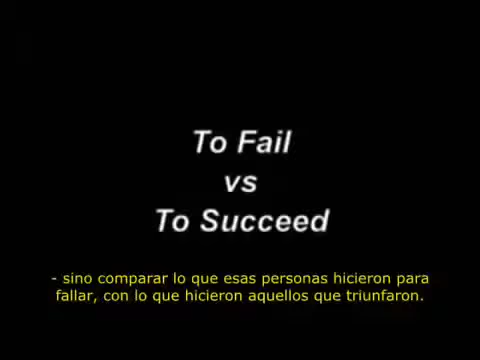 To Fail
vs
To Succeed
- sino comparar lo que esas personas hicieron para
fallar, con lo que hicieron aquellos que triunfaron.